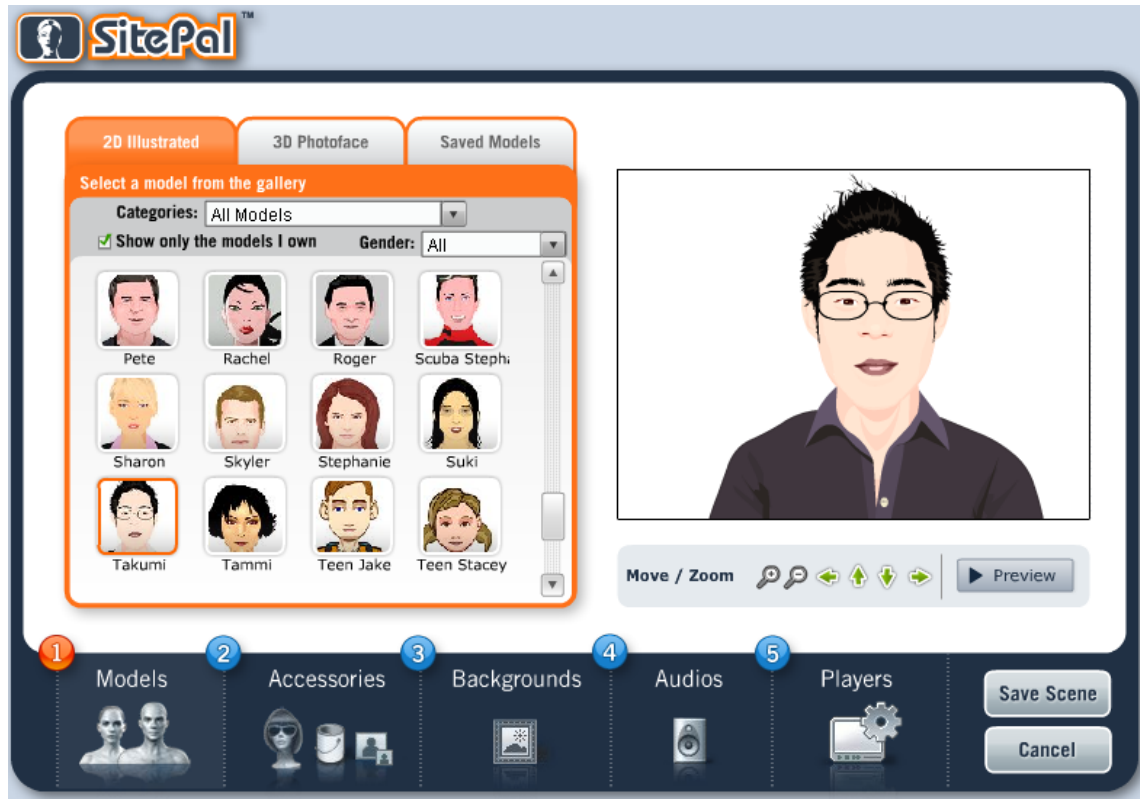 SitePal™
2D Illustrated
3D Photoface
Saved Models
Select a model from the gallery
Categories: All Models
Show only the models I own Gender: All
Pete Rachel Roger Scuba Steph
Sharon Skyler Stephanie Suki
Takumi Tammi Teen Jake Teen Stacey
Move / Zoom
Preview
1 Models
2 Accessories
3 Backgrounds
4 Audios
5 Players
Save Scene
Cancel